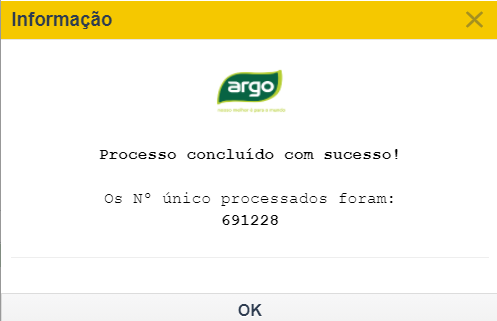 Informação
argo
Processo concluído com sucesso!
Os Nº único processados foram:
691228
OK